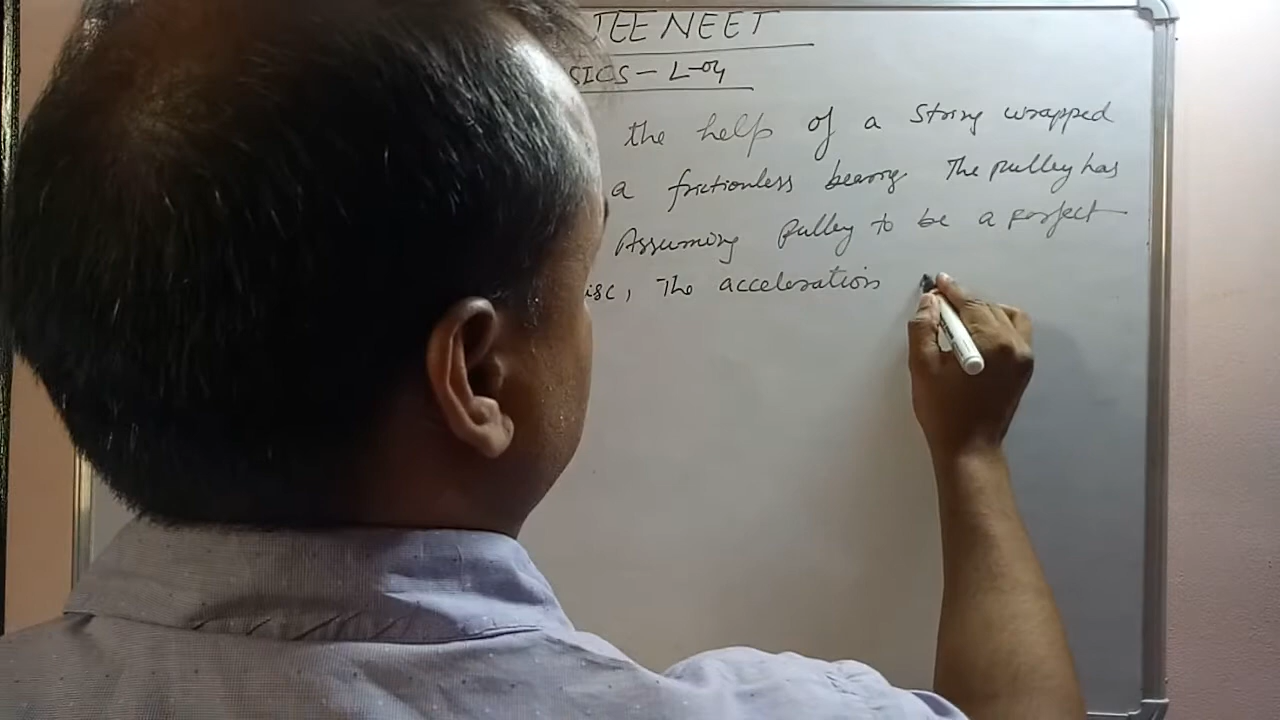 JEE NEET
SICS - L-04
the help of a string wrapped
a frictionless bearing. The pulley has
Assuming pulley to be a perfect
isc, The acceleration